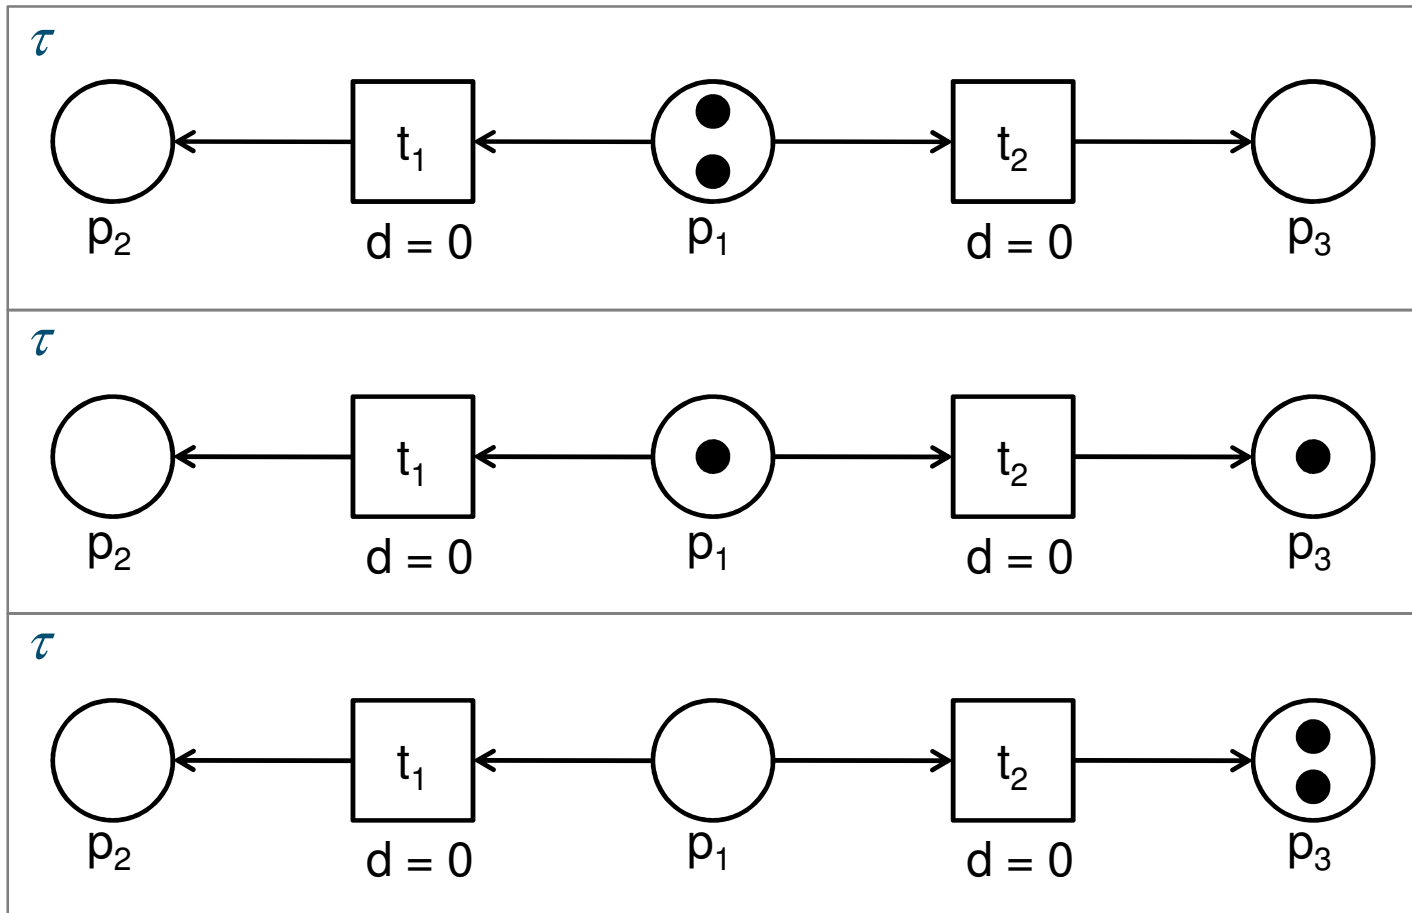 τ
t₁ t₂
p₂ d = 0 p₁ d = 0 p₃
τ
t₁ t₂
p₂ d = 0 p₁ d = 0 p₃
τ
t₁ t₂
p₂ d = 0 p₁ d = 0 p₃